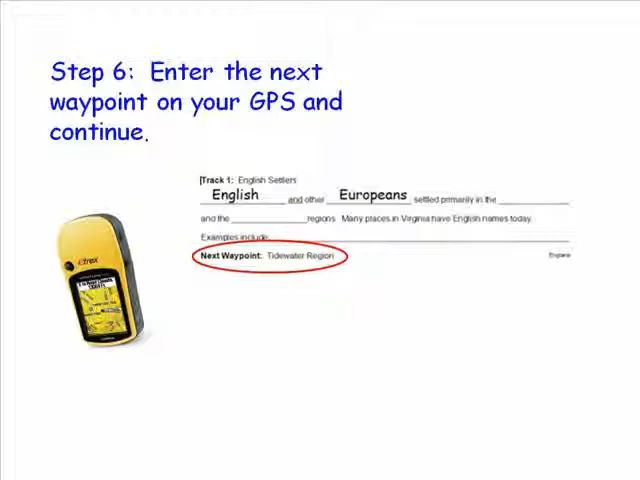 Step 6: Enter the next
waypoint on your GPS and
continue.
Track 1: English Settlers
English and other Europeans settled primarily in the
and the regions. Many places in Virginia have English names today.
Examples include:
Next Waypoint: Tidewater Region
England
etrex